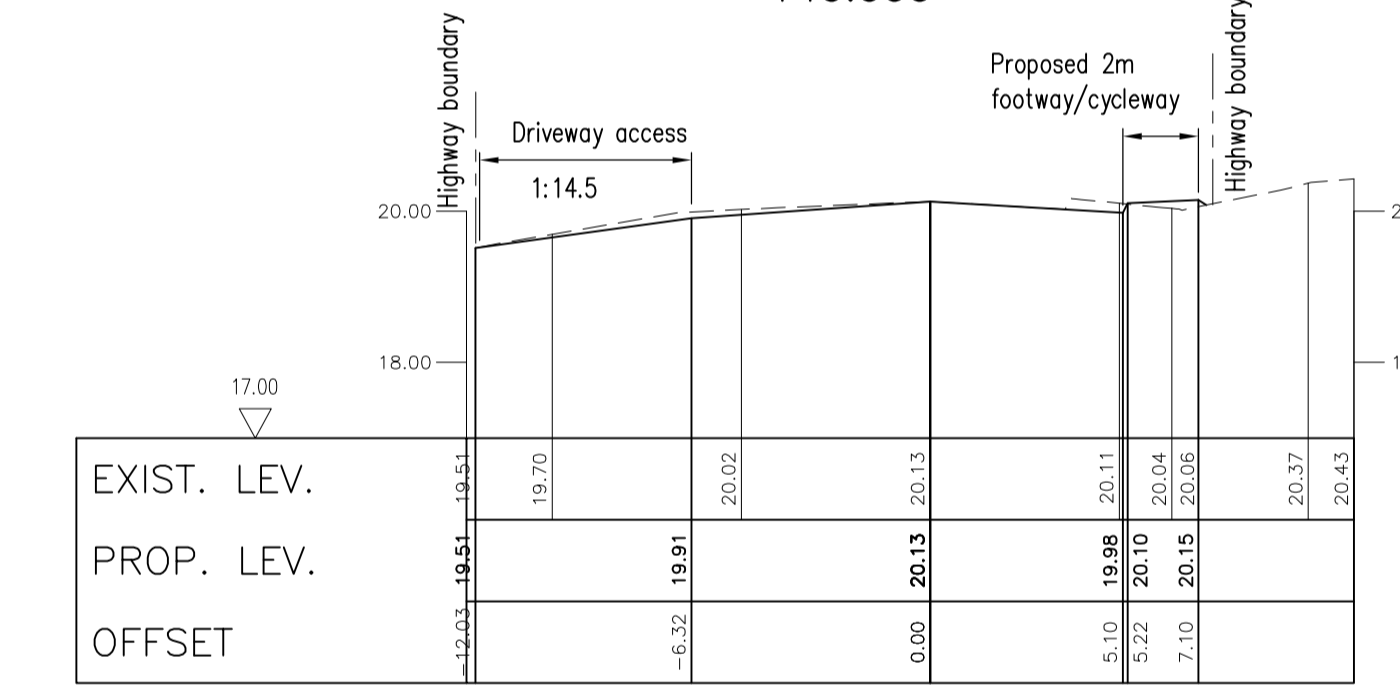 Highway boundary
Driveway access
1:14.5
Proposed 2m
footway/cycleway
Highway boundary
20.00
18.00
17.00
EXIST. LEV. 19.51 19.70 20.02 20.13 20.11 20.04 20.06 20.37 20.43
PROP. LEV. 19.51 19.91 20.13 19.98 20.10 20.15
OFFSET -12.03 -6.32 0.00 5.10 5.22 7.10